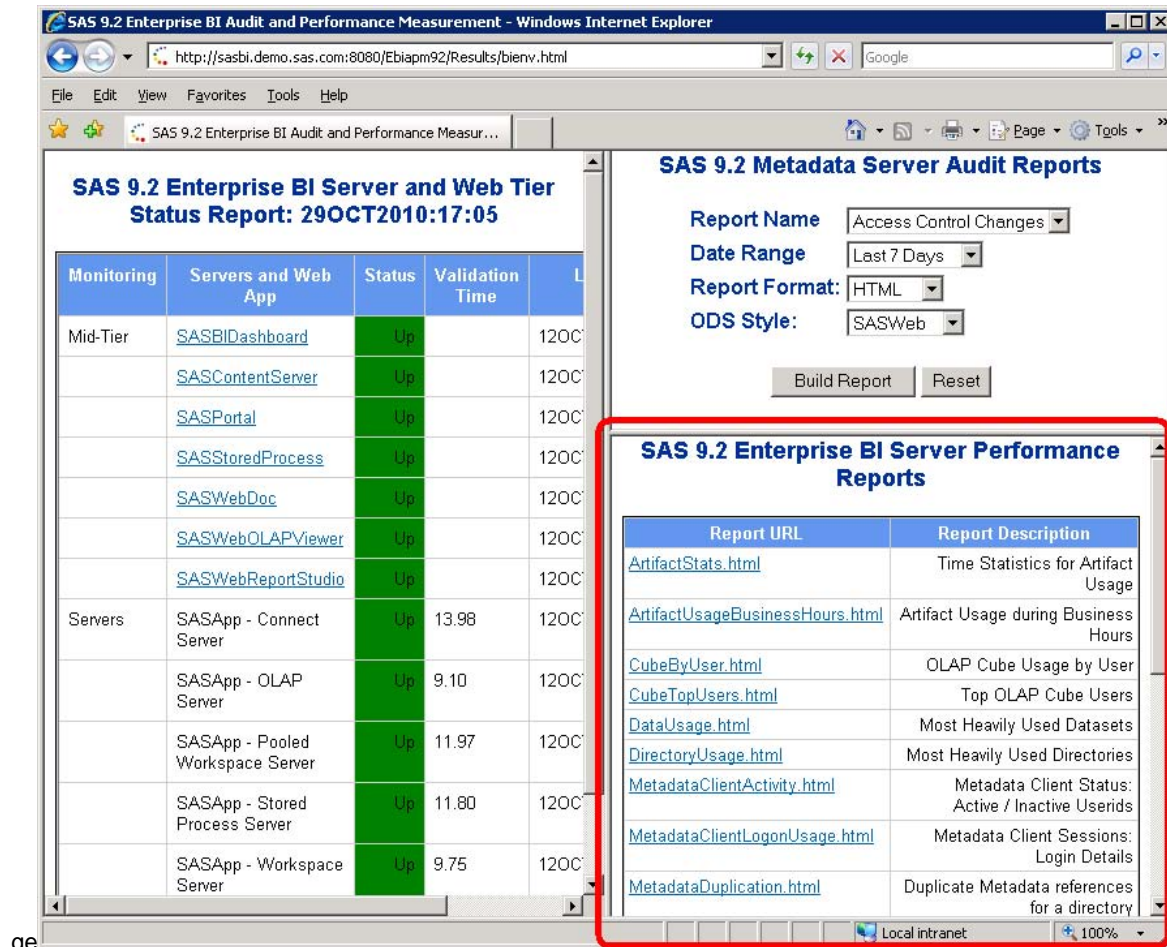 SAS 9.2 Enterprise BI Audit and Performance Measurement - Windows Internet Explorer
http://sasbi.demo.sas.com:8080/Ebiapm92/Results/bienv.html
Google
File Edit View Favorites Tools Help
SAS 9.2 Enterprise BI Audit and Performance Measur...
Page Tools »
SAS 9.2 Enterprise BI Server and Web Tier
Status Report: 29OCT2010:17:05
Monitoring Servers and Web App Status Validation Time L
Mid-Tier SASBIDashboard Up 12OC
SASContentServer Up 12OC
SASPortal Up 12OC
SASStoredProcess Up 12OC
SASWebDoc Up 12OC
SASWebOLAPViewer Up 12OC
SASWebReportStudio Up 12OC
Servers SASApp - Connect Server Up 13.98 12OC
SASApp - OLAP Server Up 9.10 12OC
SASApp - Pooled Workspace Server Up 11.97 12OC
SASApp - Stored Process Server Up 11.80 12OC
SASApp - Workspace Server Up 9.75 12OC
SAS 9.2 Metadata Server Audit Reports
Report Name Access Control Changes
Date Range Last 7 Days
Report Format: HTML
ODS Style: SASWeb
Build Report Reset
SAS 9.2 Enterprise BI Server Performance
Reports
Report URL Report Description
ArtifactStats.html Time Statistics for Artifact Usage
ArtifactUsageBusinessHours.html Artifact Usage during Business Hours
CubeByUser.html OLAP Cube Usage by User
CubeTopUsers.html Top OLAP Cube Users
DataUsage.html Most Heavily Used Datasets
DirectoryUsage.html Most Heavily Used Directories
MetadataClientActivity.html Metadata Client Status: Active / Inactive Userids
MetadataClientLogonUsage.html Metadata Client Sessions: Login Details
MetadataDuplication.html Duplicate Metadata references for a directory
Local intranet 100%
ge